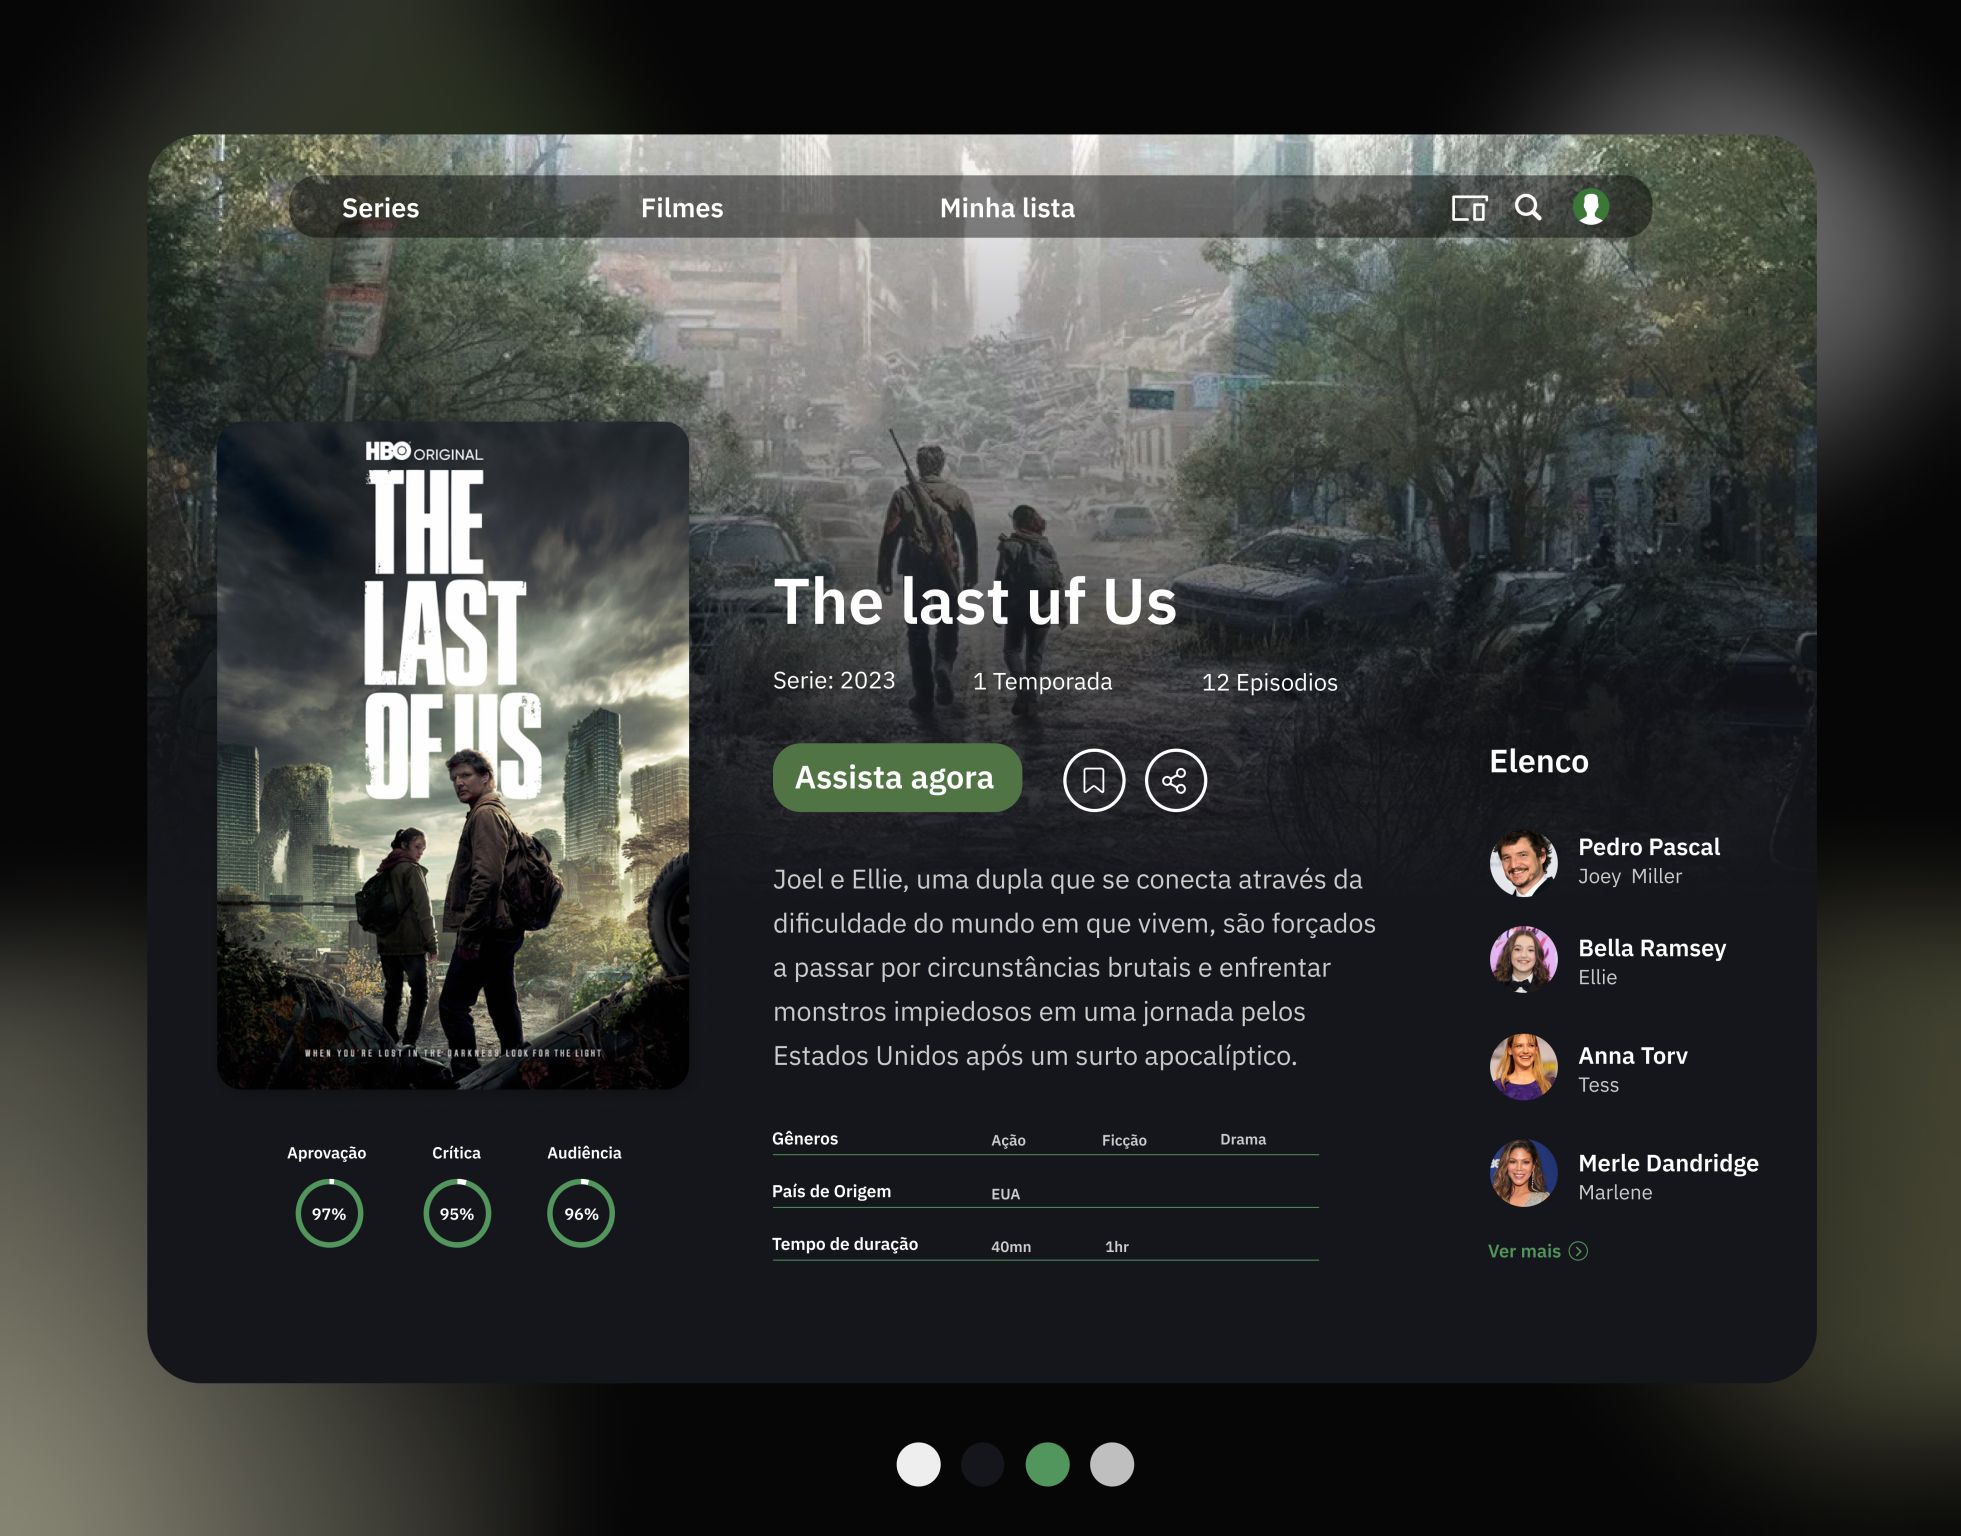 Series
Filmes
Minha lista
HBO ORIGINAL
THE
LAST
OF US
WHEN YOU'RE LOST IN THE DARKNESS, LOOK FOR THE LIGHT
The last uf Us
Serie: 2023
1 Temporada
12 Episodios
Assista agora
Joel e Ellie, uma dupla que se conecta através da
dificuldade do mundo em que vivem, são forçados
a passar por circunstâncias brutais e enfrentar
monstros impiedosos em uma jornada pelos
Estados Unidos após um surto apocalíptico.
Gêneros
Ação
Ficção
Drama
País de Origem
EUA
Tempo de duração
40mn
1hr
Aprovação
Crítica
Audiência
97%
95%
96%
Elenco
Pedro Pascal
Joey Miller
Bella Ramsey
Ellie
Anna Torv
Tess
Merle Dandridge
Marlene
Ver mais